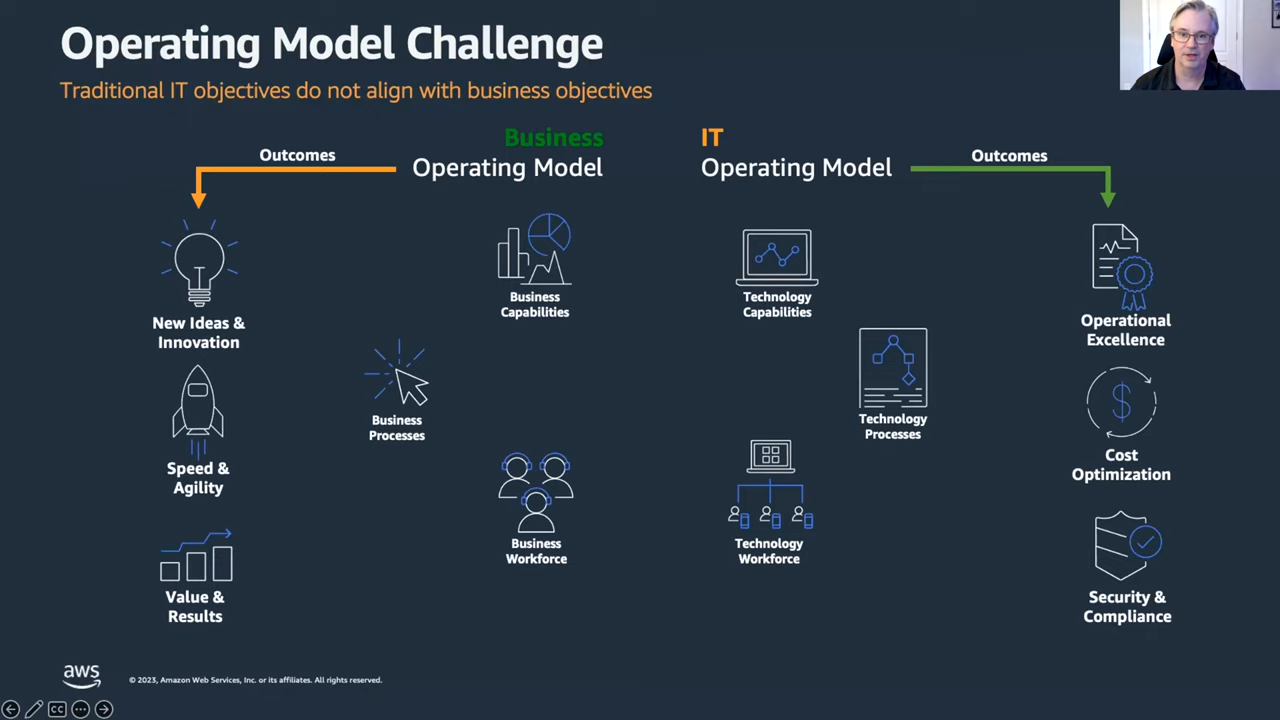 Operating Model Challenge
Traditional IT objectives do not align with business objectives
Business
Operating Model
IT
Operating Model
Outcomes
Outcomes
New Ideas &
Innovation
Speed &
Agility
Value &
Results
Business
Capabilities
Business
Processes
Business
Workforce
Technology
Capabilities
Technology
Processes
Technology
Workforce
Operational
Excellence
$
Cost
Optimization
Security &
Compliance
aws
© 2023, Amazon Web Services, Inc. or its affiliates. All rights reserved.
CC